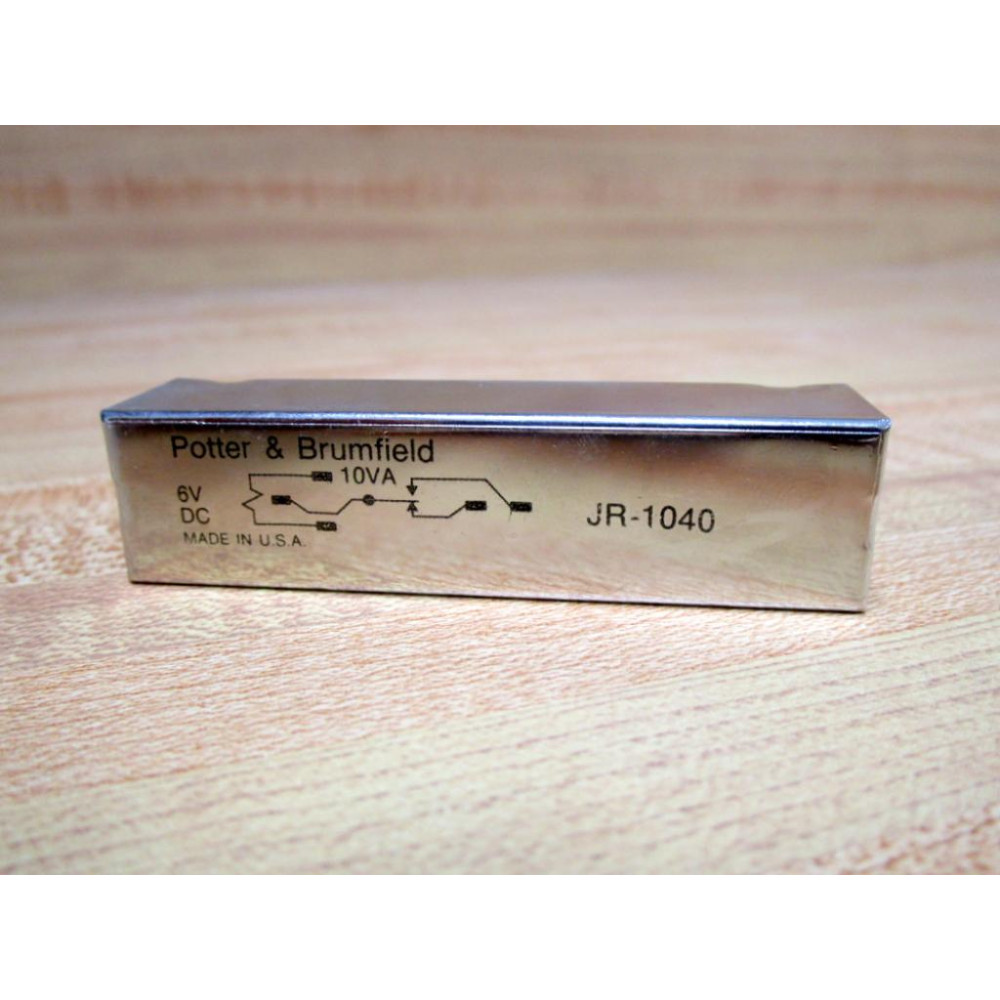 Potter & Brumfield
10VA
6V
DC
MADE IN U.S.A.
JR-1040